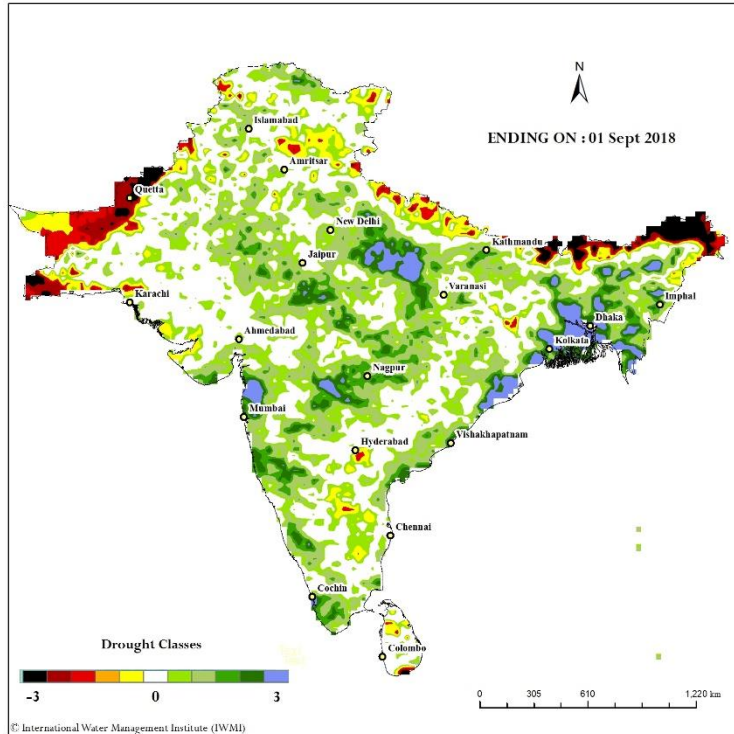 N
ENDING ON : 01 Sept 2018
Islamabad
Amritsar
Quetta
New Delhi
Kathmandu
Jaipur
Varanasi
Karachi
Imphal
Dhaka
Ahmedabad
Kolkata
Nagpur
Mumbai
Hyderabad
Vishakhapatnam
Chennai
Cochin
Colombo
Drought Classes
-3 0 3
0 305 610 1,220 km
© International Water Management Institute (IWMI)